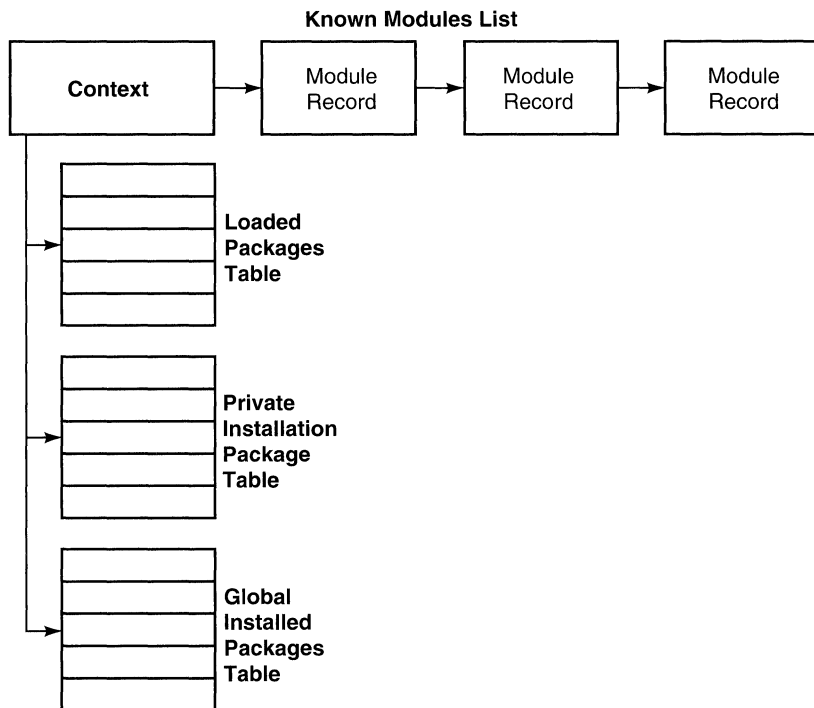 Known Modules List
Context
Module
Record
Module
Record
Module
Record
Loaded
Packages
Table
Private
Installation
Package
Table
Global
Installed
Packages
Table